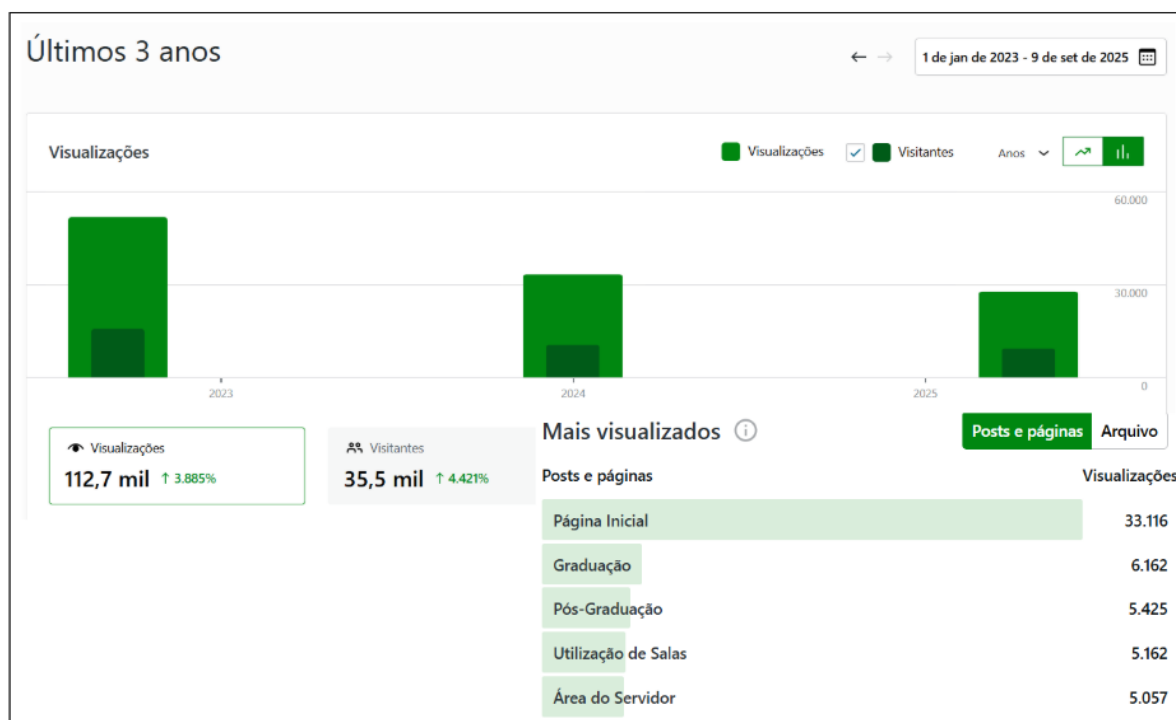 Últimos 3 anos
← → 1 de jan de 2023 - 9 de set de 2025
Visualizações
Visualizações Visitantes Anos
60.000
30.000
0
2023 2024 2025
Visualizações
112,7 mil ↑ 3.885%
Visitantes
35,5 mil ↑ 4.421%
Mais visualizados
Posts e páginas Arquivo
Posts e páginas Visualizações
Página Inicial 33.116
Graduação 6.162
Pós-Graduação 5.425
Utilização de Salas 5.162
Área do Servidor 5.057